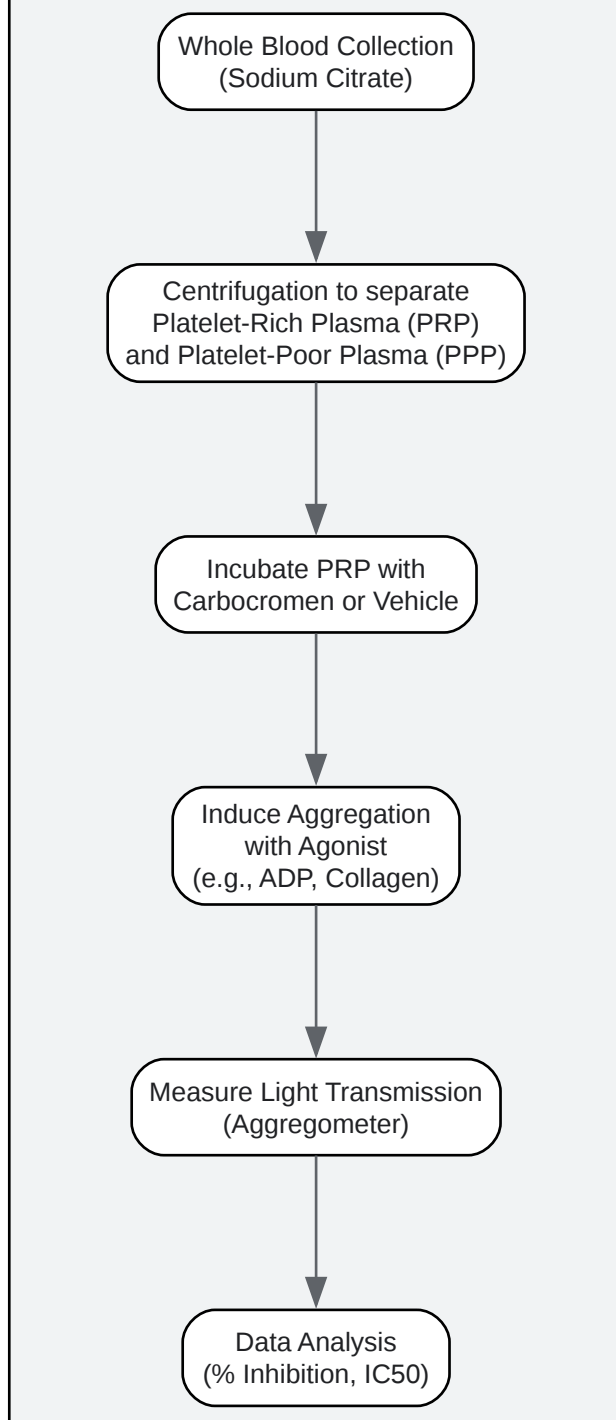 Whole Blood Collection
(Sodium Citrate)
Centrifugation to separate
Platelet-Rich Plasma (PRP)
and Platelet-Poor Plasma (PPP)
Incubate PRP with
Carbocromen or Vehicle
Induce Aggregation
with Agonist
(e.g., ADP, Collagen)
Measure Light Transmission
(Aggregometer)
Data Analysis
(% Inhibition, IC50)